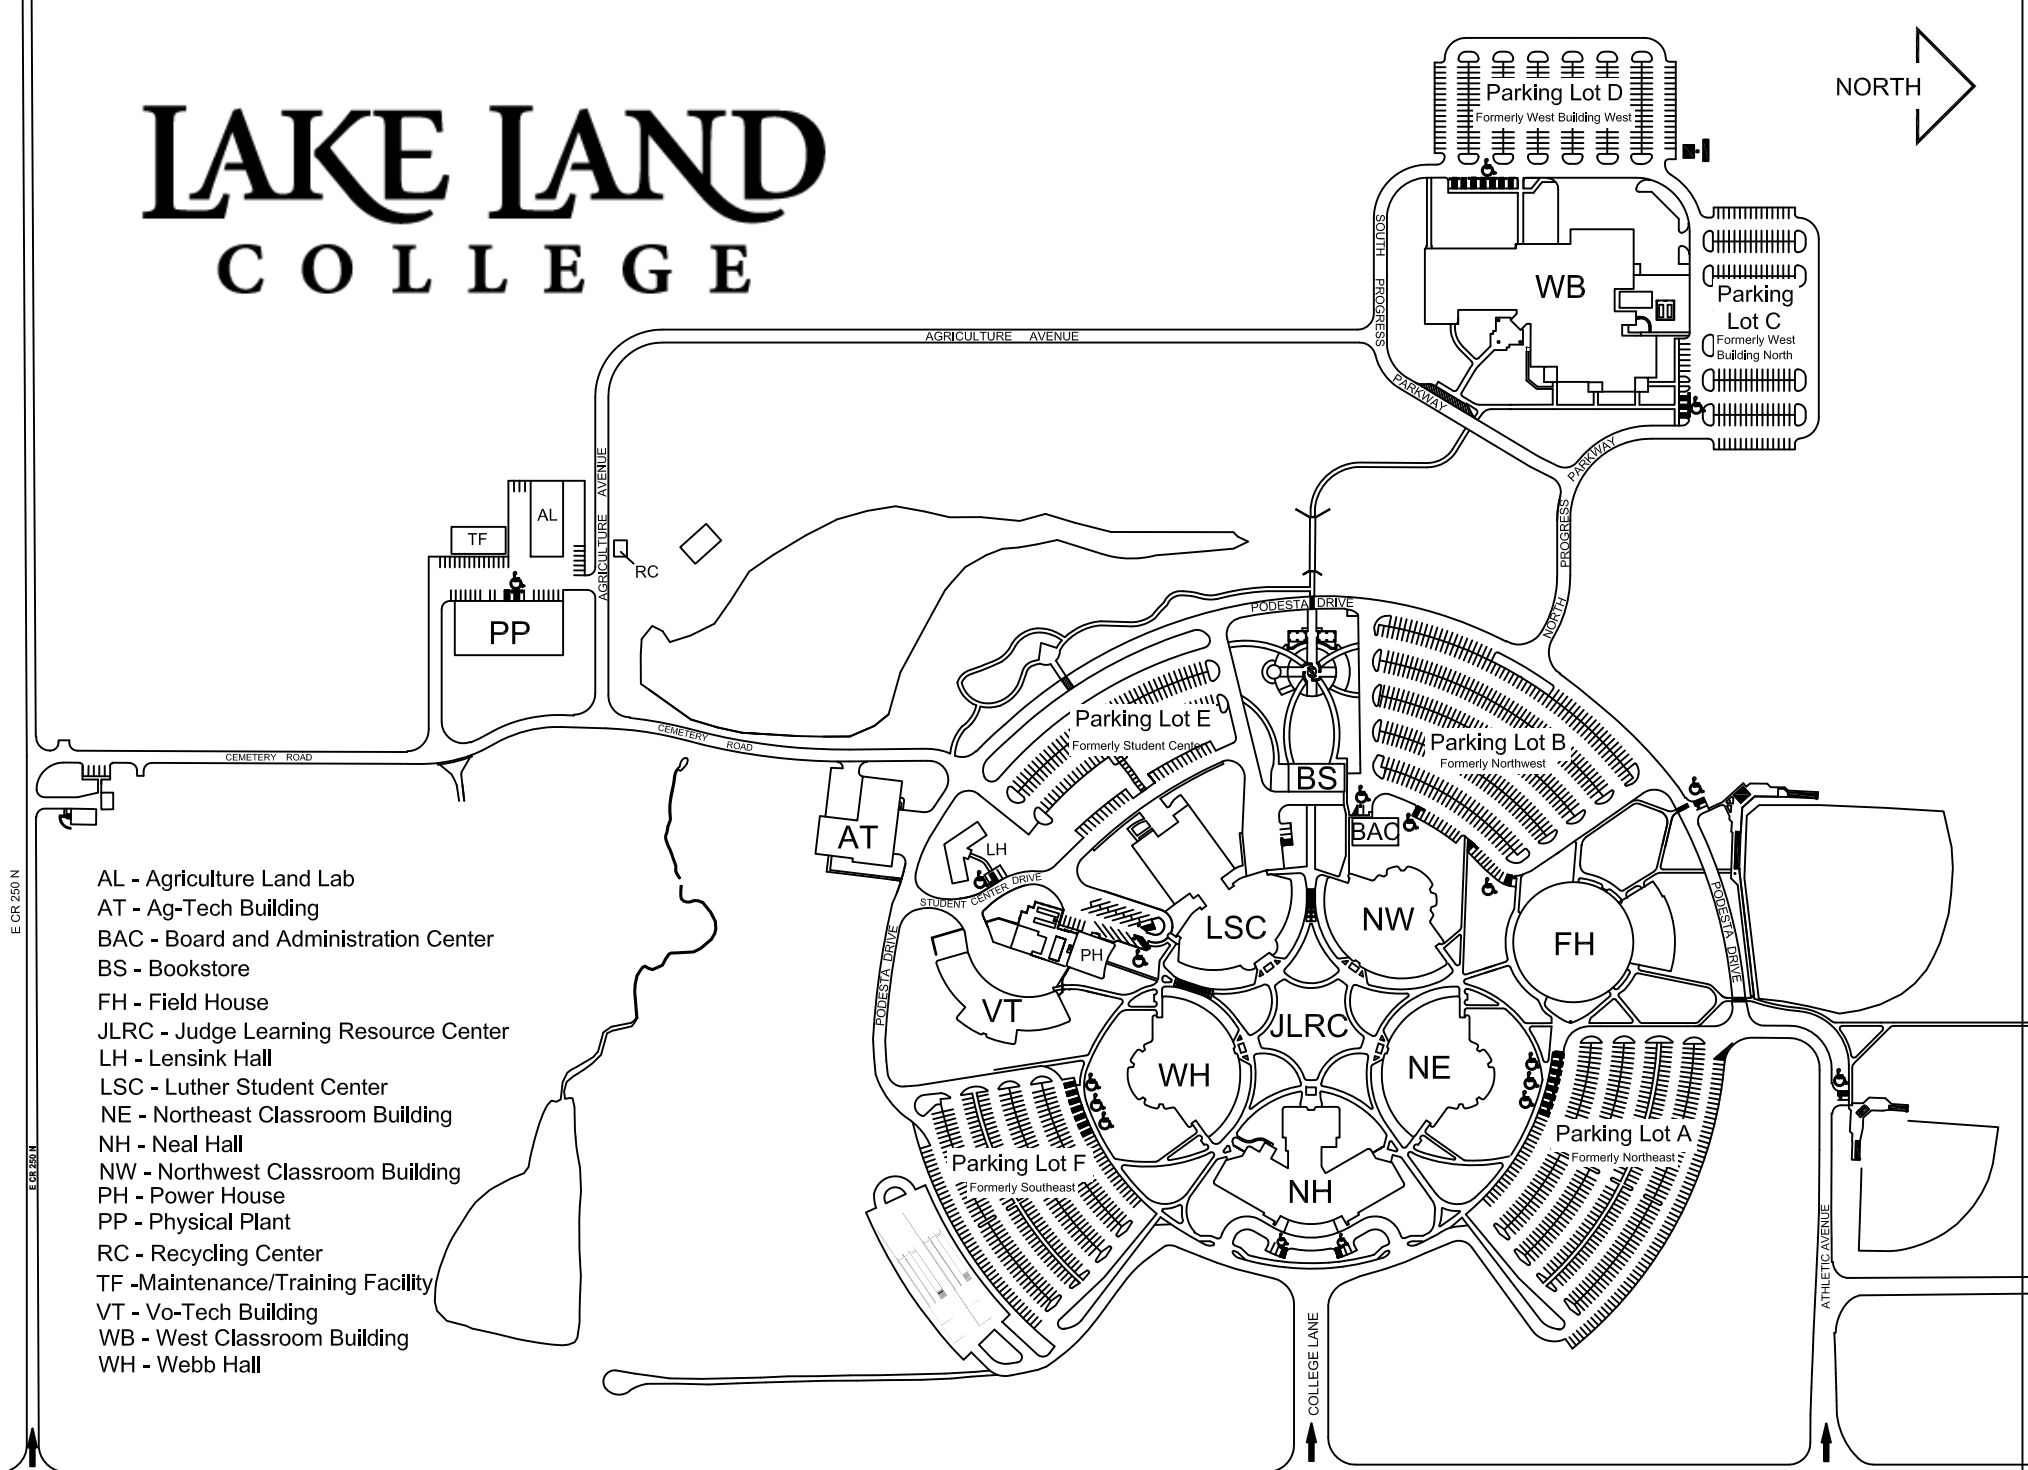 LAKE LAND
COLLEGE
NORTH
Parking Lot D
Formerly West Building West
WB
Parking
Lot C
Formerly West
Building North
SOUTH PROGRESS
PARKWAY
PARKWAY
NORTH PROGRESS
AGRICULTURE AVENUE
AGRICULTURE AVENUE
AGRICULTURE AVENUE
AL
TF
RC
PP
PODESTA DRIVE
CEMETERY ROAD
CEMETERY ROAD
Parking Lot E
Formerly Student Center
Parking Lot B
Formerly Northwest
BS
BAC
AT
LH
STUDENT CENTER DRIVE
LSC
NW
FH
PH
VT
PODESTA DRIVE
PODESTA DRIVE
JLRC
WH
NE
NH
Parking Lot A
Formerly Northeast
Parking Lot F
Formerly Southeast
COLLEGE LANE
ATHLETIC AVENUE
E CR 250 N
E CR 250 N
AL - Agriculture Land Lab
AT - Ag-Tech Building
BAC - Board and Administration Center
BS - Bookstore
FH - Field House
JLRC - Judge Learning Resource Center
LH - Lensink Hall
LSC - Luther Student Center
NE - Northeast Classroom Building
NH - Neal Hall
NW - Northwest Classroom Building
PH - Power House
PP - Physical Plant
RC - Recycling Center
TF -Maintenance/Training Facility
VT - Vo-Tech Building
WB - West Classroom Building
WH - Webb Hall